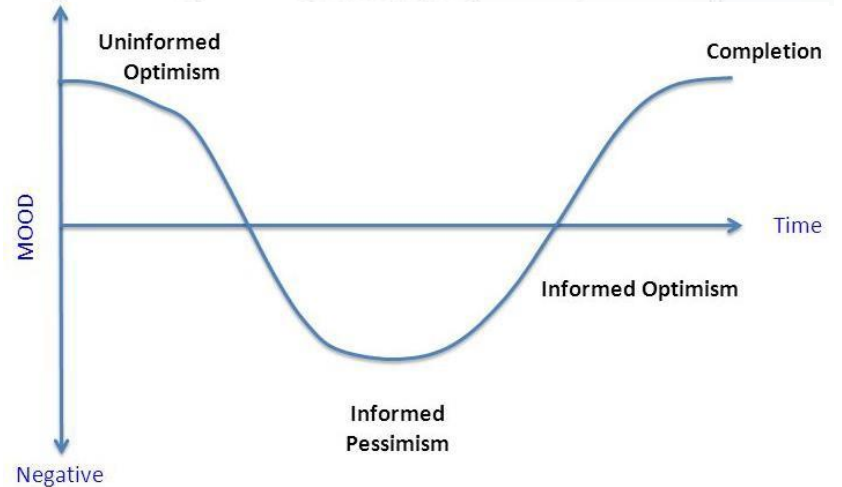 Uninformed
Optimism
Completion
MOOD
Time
Informed Optimism
Informed
Pessimism
Negative